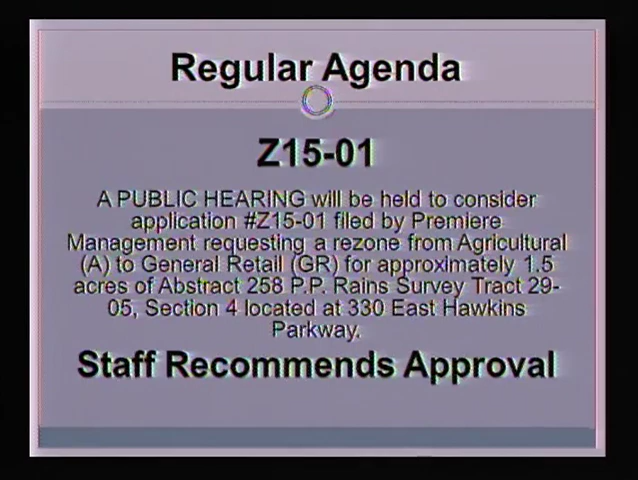 Regular Agenda
Z15-01
A PUBLIC HEARING will be held to consider
application #Z15-01 filed by Premiere
Management requesting a rezone from Agricultural
(A) to General Retail (GR) for approximately 1.5
acres of Abstract 258 P.P. Rains Survey Tract 29-
05, Section 4 located at 330 East Hawkins
Parkway.
Staff Recommends Approval